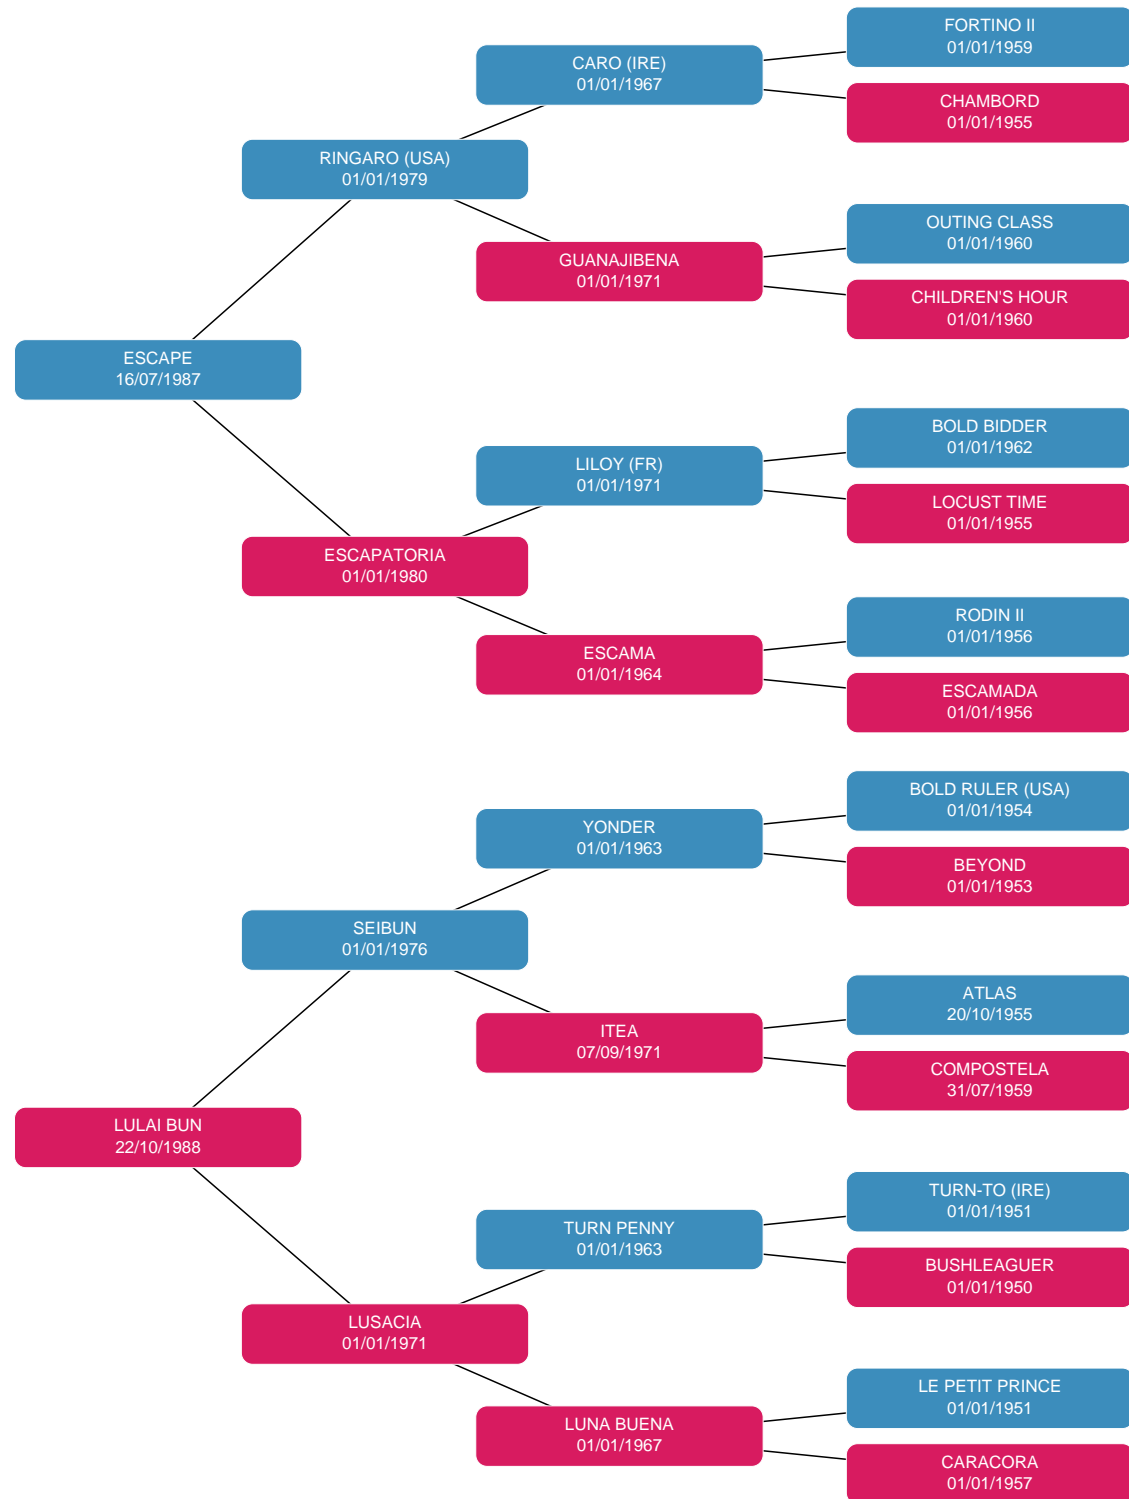 FORTINO II
01/01/1959
CARO (IRE)
01/01/1967
CHAMBORD
01/01/1955
RINGARO (USA)
01/01/1979
OUTING CLASS
01/01/1960
GUANAJIBENA
01/01/1971
CHILDREN'S HOUR
01/01/1960
ESCAPE
16/07/1987
BOLD BIDDER
01/01/1962
LILOY (FR)
01/01/1971
LOCUST TIME
01/01/1955
ESCAPATORIA
01/01/1980
RODIN II
01/01/1956
ESCAMA
01/01/1964
ESCAMADA
01/01/1956
BOLD RULER (USA)
01/01/1954
YONDER
01/01/1963
BEYOND
01/01/1953
SEIBUN
01/01/1976
ATLAS
20/10/1955
ITEA
07/09/1971
COMPOSTELA
31/07/1959
LULAI BUN
22/10/1988
TURN-TO (IRE)
01/01/1951
TURN PENNY
01/01/1963
BUSHLEAGUER
01/01/1950
LUSACIA
01/01/1971
LE PETIT PRINCE
01/01/1951
LUNA BUENA
01/01/1967
CARACORA
01/01/1957